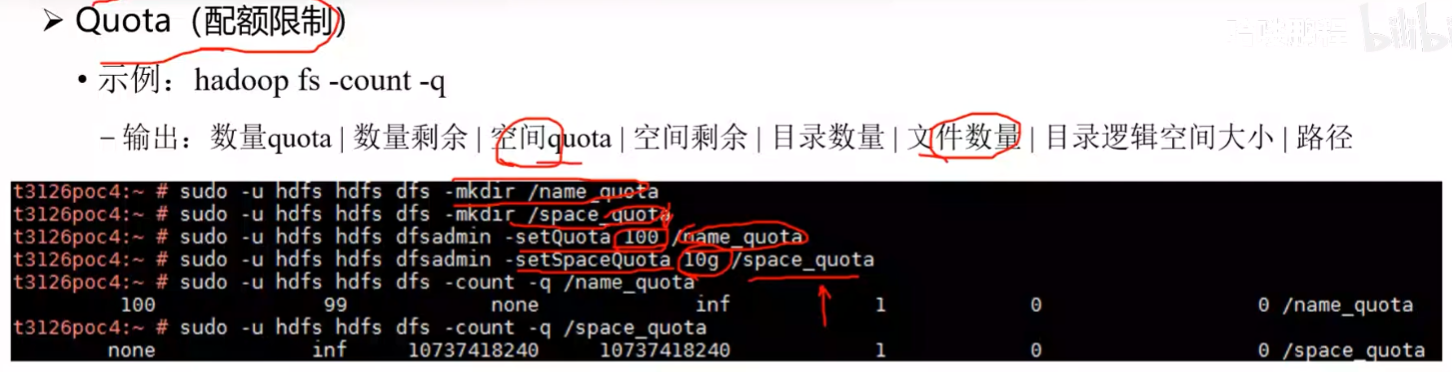 ➢ Quota（配额限制）
• 示例：hadoop fs -count -q
– 输出：数量quota | 数量剩余 | 空间quota | 空间剩余 | 目录数量 | 文件数量 | 目录逻辑空间大小 | 路径
t3126poc4:~ # sudo -u hdfs hdfs dfs -mkdir /name_quota
t3126poc4:~ # sudo -u hdfs hdfs dfs -mkdir /space_quota
t3126poc4:~ # sudo -u hdfs hdfs dfsadmin -setQuota 100 /name_quota
t3126poc4:~ # sudo -u hdfs hdfs dfsadmin -setSpaceQuota 10g /space_quota
t3126poc4:~ # sudo -u hdfs hdfs dfs -count -q /name_quota
100 99 none inf 1 0 0 /name_quota
t3126poc4:~ # sudo -u hdfs hdfs dfs -count -q /space_quota
none inf 10737418240 10737418240 1 0 0 /space_quota